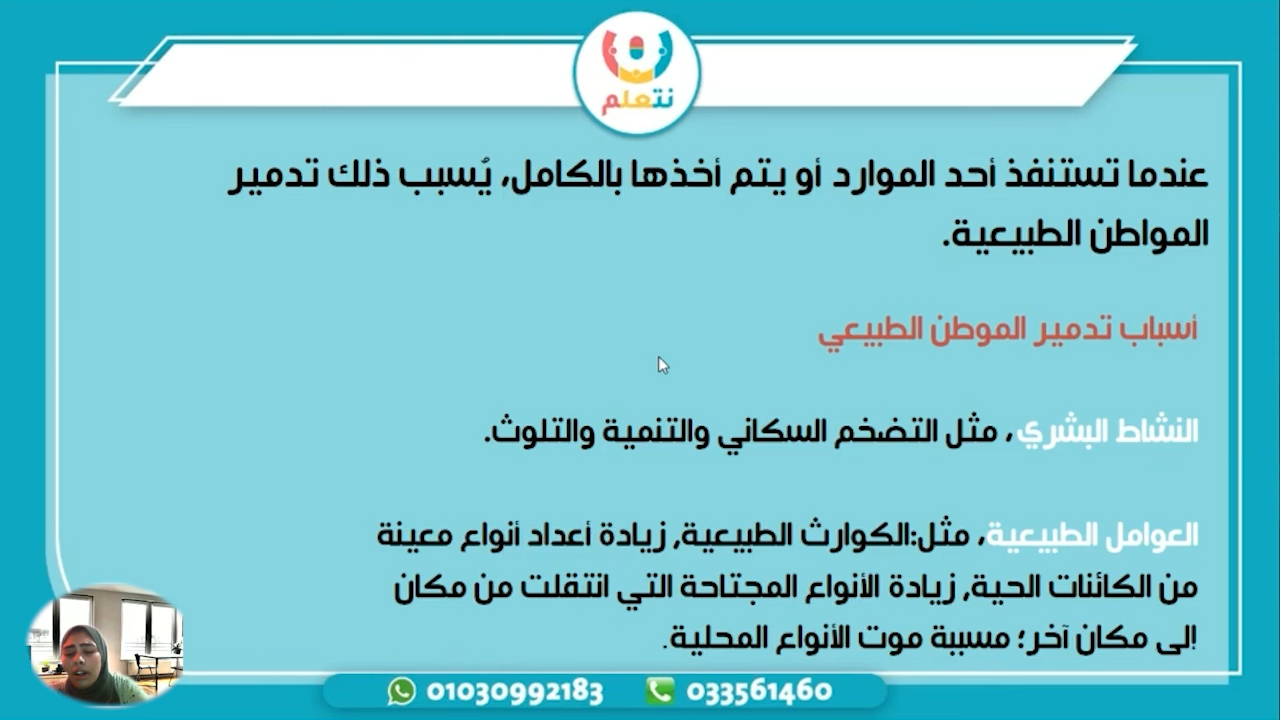 نتعلم
عندما تستنفذ أحد الموارد أو يتم أخذها بالكامل، يُسبب ذلك تدمير
المواطن الطبيعية.
أسباب تدمير الموطن الطبيعي
النشاط البشري، مثل التضخم السكاني والتنمية والتلوث.
العوامل الطبيعية، مثل:الكوارث الطبيعية, زيادة أعداد أنواع معينة
من الكائنات الحية, زيادة الأنواع المجتاحة التي انتقلت من مكان
إلى مكان آخر؛ مسببة موت الأنواع المحلية.
01030992183 033561460